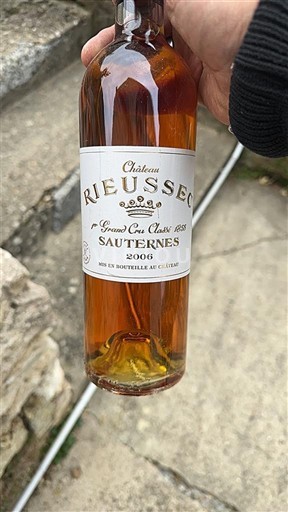 Château
RIEUSSEC
1er Grand Cru Classé 1855
SAUTERNES
2006
MIS EN BOUTEILLE AU CHÂTEAU